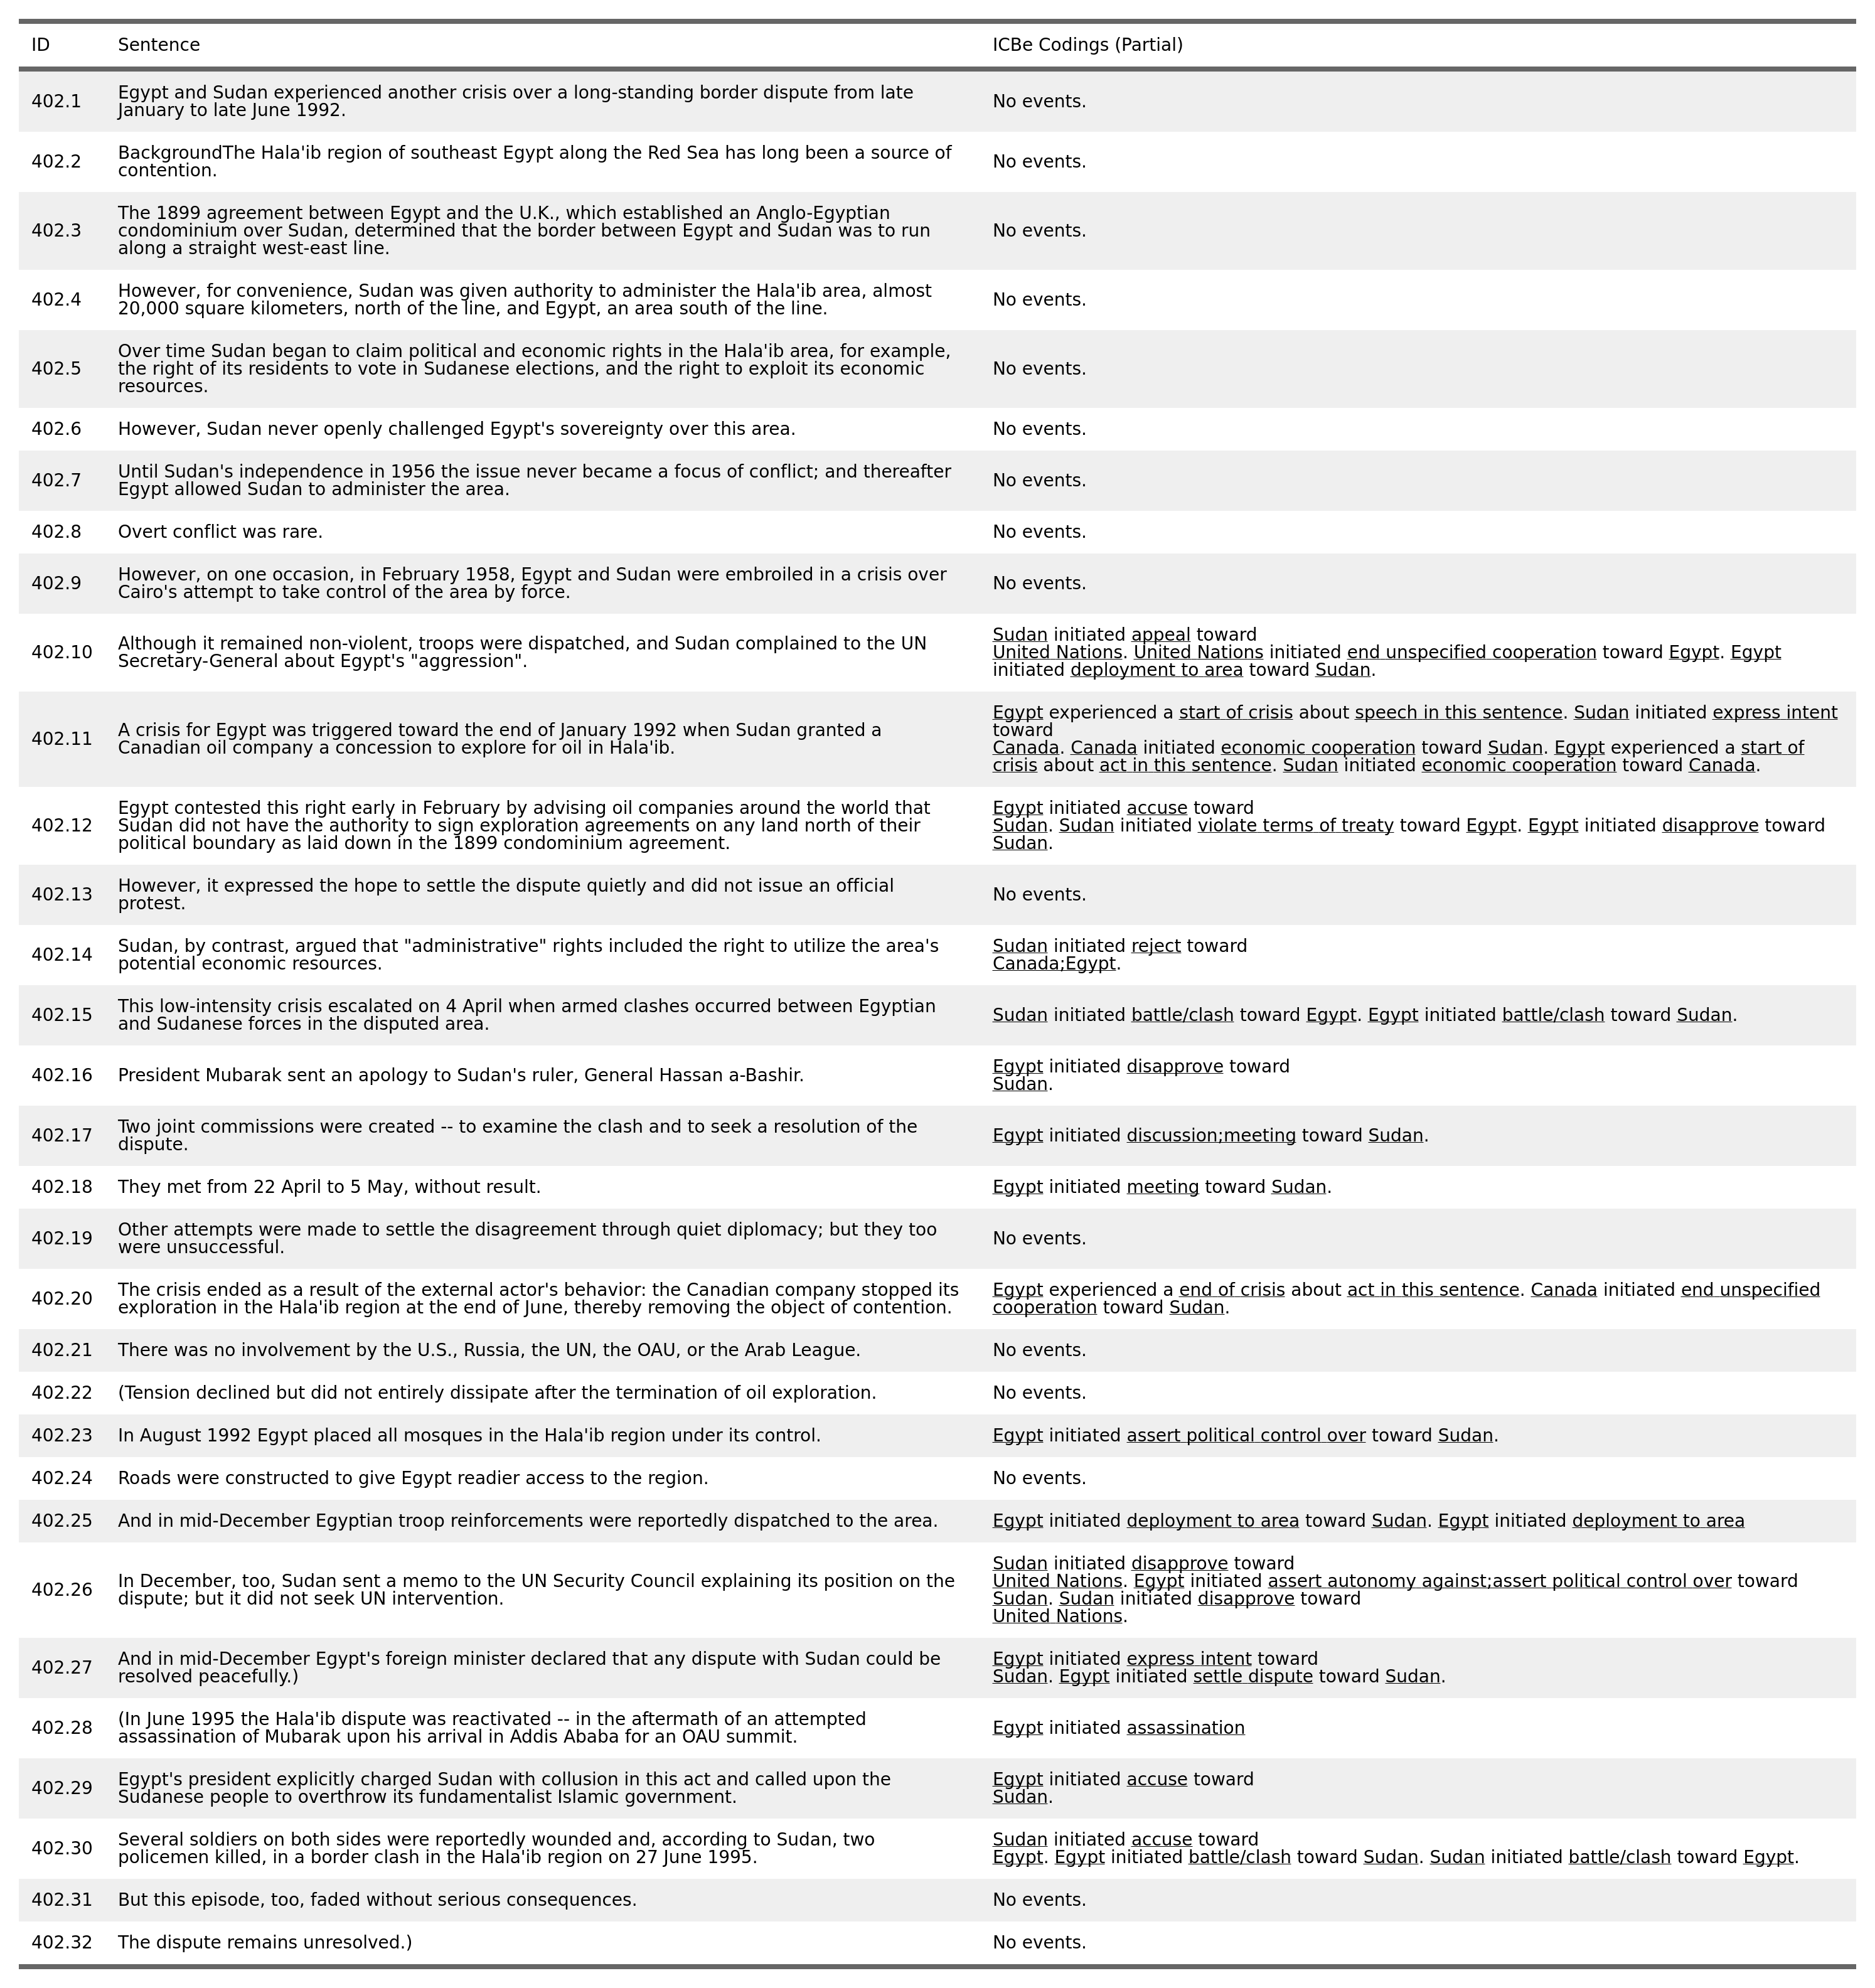 ID Sentence ICBe Codings (Partial)
402.1 Egypt and Sudan experienced another crisis over a long-standing border dispute from late
January to late June 1992. No events.
402.2 BackgroundThe Hala'ib region of southeast Egypt along the Red Sea has long been a source of
contention. No events.
402.3 The 1899 agreement between Egypt and the U.K., which established an Anglo-Egyptian
condominium over Sudan, determined that the border between Egypt and Sudan was to run
along a straight west-east line. No events.
402.4 However, for convenience, Sudan was given authority to administer the Hala'ib area, almost
20,000 square kilometers, north of the line, and Egypt, an area south of the line. No events.
402.5 Over time Sudan began to claim political and economic rights in the Hala'ib area, for example,
the right of its residents to vote in Sudanese elections, and the right to exploit its economic
resources. No events.
402.6 However, Sudan never openly challenged Egypt's sovereignty over this area. No events.
402.7 Until Sudan's independence in 1956 the issue never became a focus of conflict; and thereafter
Egypt allowed Sudan to administer the area. No events.
402.8 Overt conflict was rare. No events.
402.9 However, on one occasion, in February 1958, Egypt and Sudan were embroiled in a crisis over
Cairo's attempt to take control of the area by force. No events.
402.10 Although it remained non-violent, troops were dispatched, and Sudan complained to the UN
Secretary-General about Egypt's "aggression".
Sudan initiated appeal toward
United Nations. United Nations initiated end unspecified cooperation toward Egypt. Egypt
initiated deployment to area toward Sudan.
402.11 A crisis for Egypt was triggered toward the end of January 1992 when Sudan granted a
Canadian oil company a concession to explore for oil in Hala'ib.
Egypt experienced a start of crisis about speech in this sentence. Sudan initiated express intent
toward
Canada. Canada initiated economic cooperation toward Sudan. Egypt experienced a start of
crisis about act in this sentence. Sudan initiated economic cooperation toward Canada.
402.12 Egypt contested this right early in February by advising oil companies around the world that
Sudan did not have the authority to sign exploration agreements on any land north of their
political boundary as laid down in the 1899 condominium agreement.
Egypt initiated accuse toward
Sudan. Sudan initiated violate terms of treaty toward Egypt. Egypt initiated disapprove toward
Sudan.
402.13 However, it expressed the hope to settle the dispute quietly and did not issue an official
protest. No events.
402.14 Sudan, by contrast, argued that "administrative" rights included the right to utilize the area's
potential economic resources.
Sudan initiated reject toward
Canada;Egypt.
402.15 This low-intensity crisis escalated on 4 April when armed clashes occurred between Egyptian
and Sudanese forces in the disputed area.
Sudan initiated battle/clash toward Egypt. Egypt initiated battle/clash toward Sudan.
402.16 President Mubarak sent an apology to Sudan's ruler, General Hassan a-Bashir.
Egypt initiated disapprove toward
Sudan.
402.17 Two joint commissions were created -- to examine the clash and to seek a resolution of the
dispute.
Egypt initiated discussion;meeting toward Sudan.
402.18 They met from 22 April to 5 May, without result. Egypt initiated meeting toward Sudan.
402.19 Other attempts were made to settle the disagreement through quiet diplomacy; but they too
were unsuccessful. No events.
402.20 The crisis ended as a result of the external actor's behavior: the Canadian company stopped its
exploration in the Hala'ib region at the end of June, thereby removing the object of contention.
Egypt experienced a end of crisis about act in this sentence. Canada initiated end unspecified
cooperation toward Sudan.
402.21 There was no involvement by the U.S., Russia, the UN, the OAU, or the Arab League. No events.
402.22 (Tension declined but did not entirely dissipate after the termination of oil exploration. No events.
402.23 In August 1992 Egypt placed all mosques in the Hala'ib region under its control. Egypt initiated assert political control over toward Sudan.
402.24 Roads were constructed to give Egypt readier access to the region. No events.
402.25 And in mid-December Egyptian troop reinforcements were reportedly dispatched to the area. Egypt initiated deployment to area toward Sudan. Egypt initiated deployment to area
402.26 In December, too, Sudan sent a memo to the UN Security Council explaining its position on the
dispute; but it did not seek UN intervention.
Sudan initiated disapprove toward
United Nations. Egypt initiated assert autonomy against;assert political control over toward
Sudan. Sudan initiated disapprove toward
United Nations.
402.27 And in mid-December Egypt's foreign minister declared that any dispute with Sudan could be
resolved peacefully.)
Egypt initiated express intent toward
Sudan. Egypt initiated settle dispute toward Sudan.
402.28 (In June 1995 the Hala'ib dispute was reactivated -- in the aftermath of an attempted
assassination of Mubarak upon his arrival in Addis Ababa for an OAU summit.
Egypt initiated assassination
402.29 Egypt's president explicitly charged Sudan with collusion in this act and called upon the
Sudanese people to overthrow its fundamentalist Islamic government.
Egypt initiated accuse toward
Sudan.
402.30 Several soldiers on both sides were reportedly wounded and, according to Sudan, two
policemen killed, in a border clash in the Hala'ib region on 27 June 1995.
Sudan initiated accuse toward
Egypt. Egypt initiated battle/clash toward Sudan. Sudan initiated battle/clash toward Egypt.
402.31 But this episode, too, faded without serious consequences. No events.
402.32 The dispute remains unresolved.) No events.